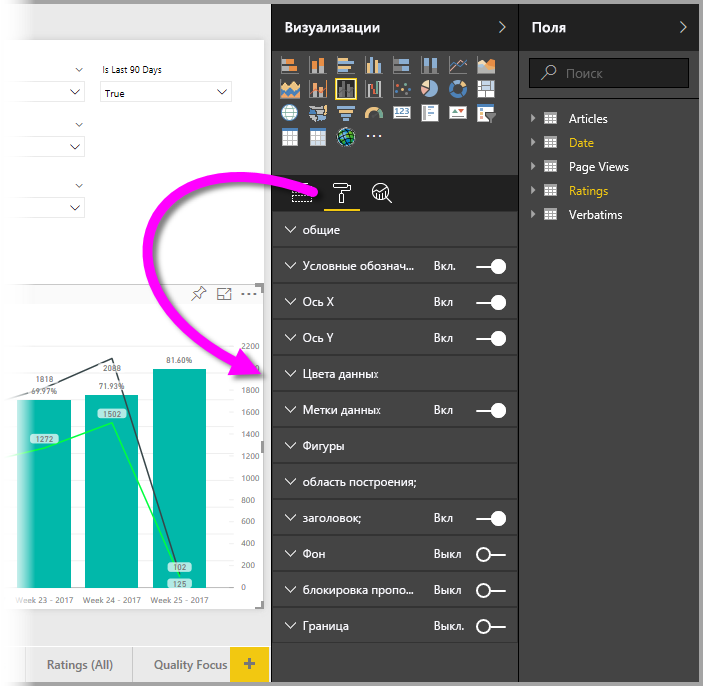 Is Last 90 Days
True
2200
81.60%
2088
1818
71.93%
69.97%
1800
1502
1600
1400
1272
1200
1000
800
600
400
102
200
125
0
Week 23 - 2017
Week 24 - 2017
Week 25 - 2017
Ratings (All)
Quality Focus
+
Визуализации
123
общие
Условные обознач... Вкл.
Ось X Вкл
Ось Y Вкл
Цвета данных
Метки данных Вкл
Фигуры
область построения;
заголовок; Вкл
Фон Выкл
блокировка пропо... Выкл
Граница Выкл.
Поля
Поиск
Articles
Date
Page Views
Ratings
Verbatims